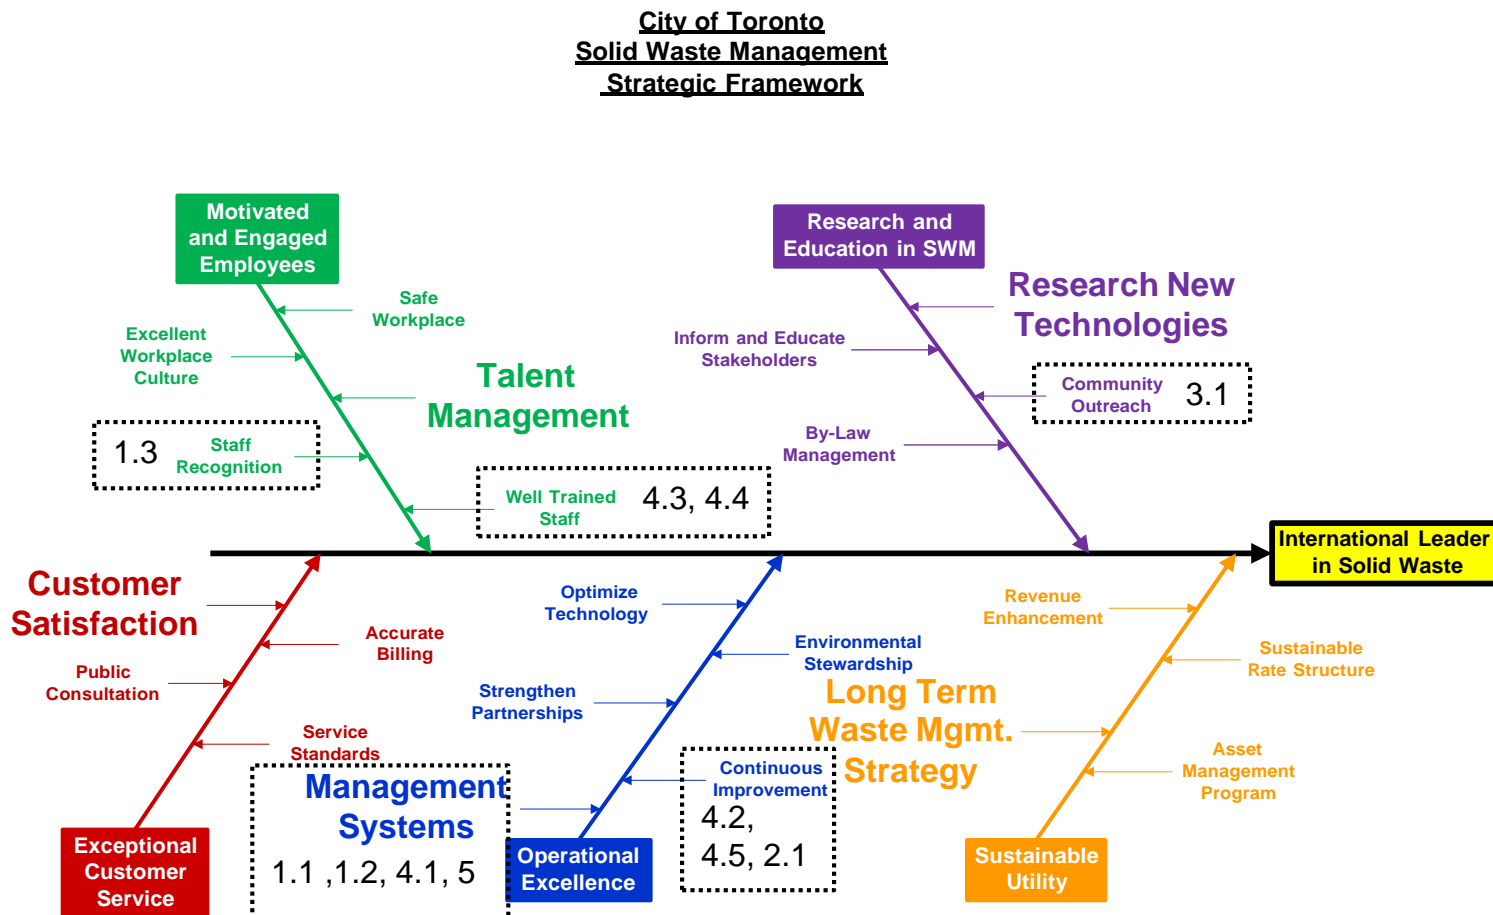 City of Toronto
Solid Waste Management
Strategic Framework
Motivated
and Engaged
Employees
Research and
Education in SWM
Safe
Workplace
Excellent
Workplace
Culture
Talent
Management
1.3
Staff
Recognition
Well Trained
Staff
4.3, 4.4
Research New
Technologies
Inform and Educate
Stakeholders
Community
Outreach
3.1
By-Law
Management
International Leader
in Solid Waste
Customer
Satisfaction
Accurate
Billing
Public
Consultation
Service
Standards
Exceptional
Customer
Service
Optimize
Technology
Environmental
Stewardship
Strengthen
Partnerships
Continuous
Improvement
4.2,
4.5, 2.1
Management
Systems
1.1 ,1.2, 4.1, 5
Operational
Excellence
Revenue
Enhancement
Sustainable
Rate Structure
Long Term
Waste Mgmt.
Strategy
Asset
Management
Program
Sustainable
Utility